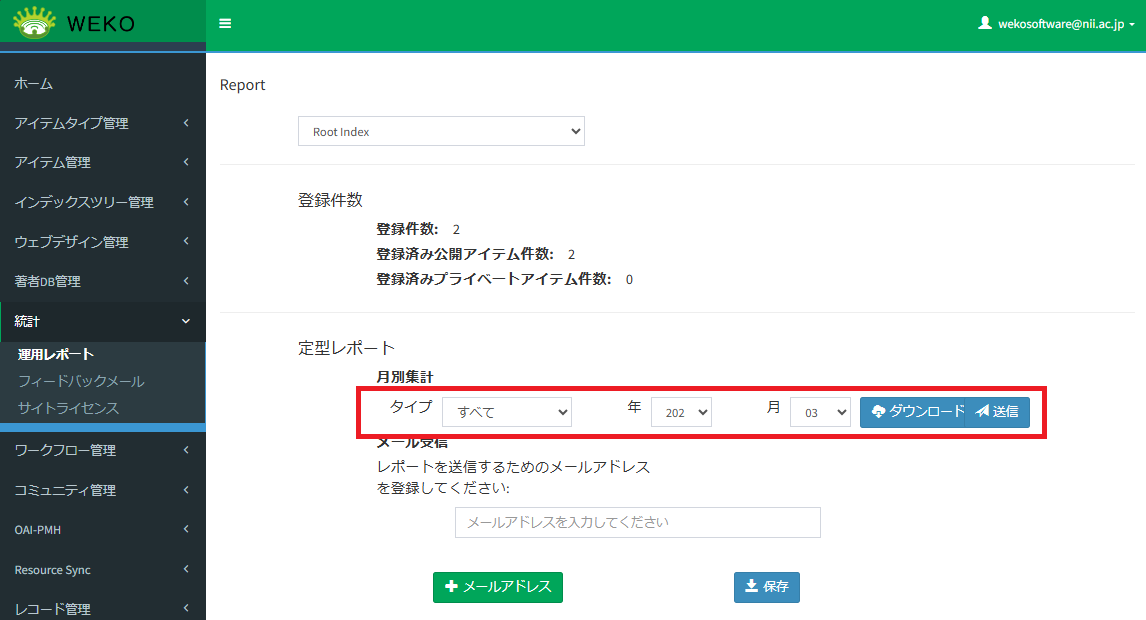 WEKO
wekosoftware@nii.ac.jp
ホーム
アイテムタイプ管理
アイテム管理
インデックスツリー管理
ウェブデザイン管理
著者DB管理
統計
運用レポート
フィードバックメール
サイトライセンス
ワークフロー管理
コミュニティ管理
OAI-PMH
Resource Sync
レコード管理
Report
Root Index
登録件数
登録件数: 2
登録済み公開アイテム件数: 2
登録済みプライベートアイテム件数: 0
定型レポート
月別集計
タイプ すべて 年 202 月 03 ダウンロード 送信
メール受信
レポートを送信するためのメールアドレス
を登録してください:
メールアドレスを入力してください
メールアドレス 保存